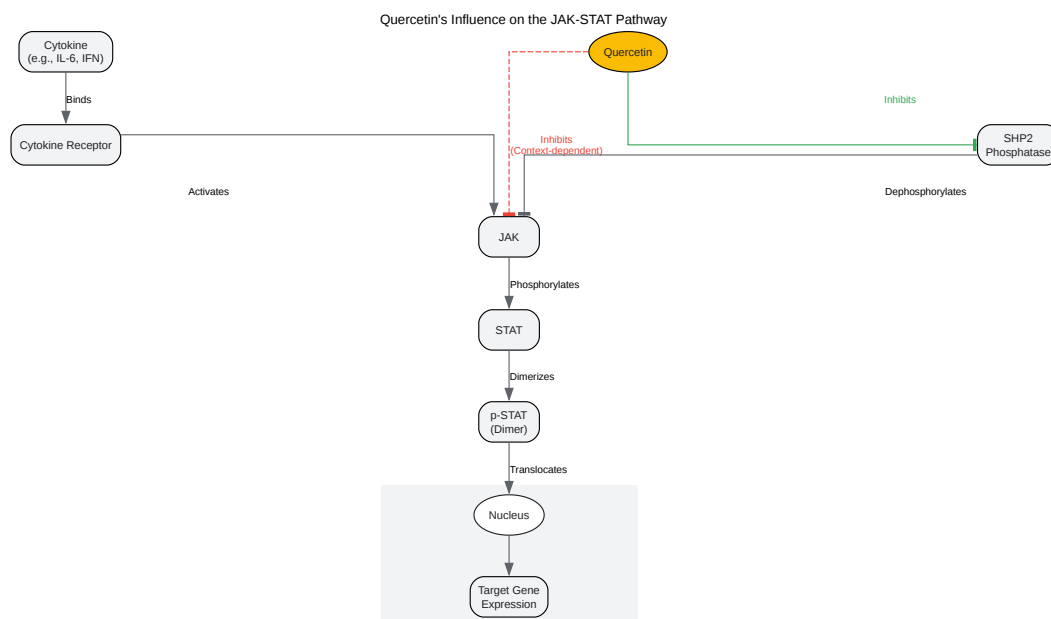 Quercetin's Influence on the JAK-STAT Pathway
Cytokine
(e.g., IL-6, IFN)
Quercetin
Binds
Inhibits
Cytokine Receptor
Inhibits
(Context-dependent)
SHP2
Phosphatase
Activates
Dephosphorylates
JAK
Phosphorylates
STAT
Dimerizes
p-STAT
(Dimer)
Translocates
Nucleus
Target Gene
Expression